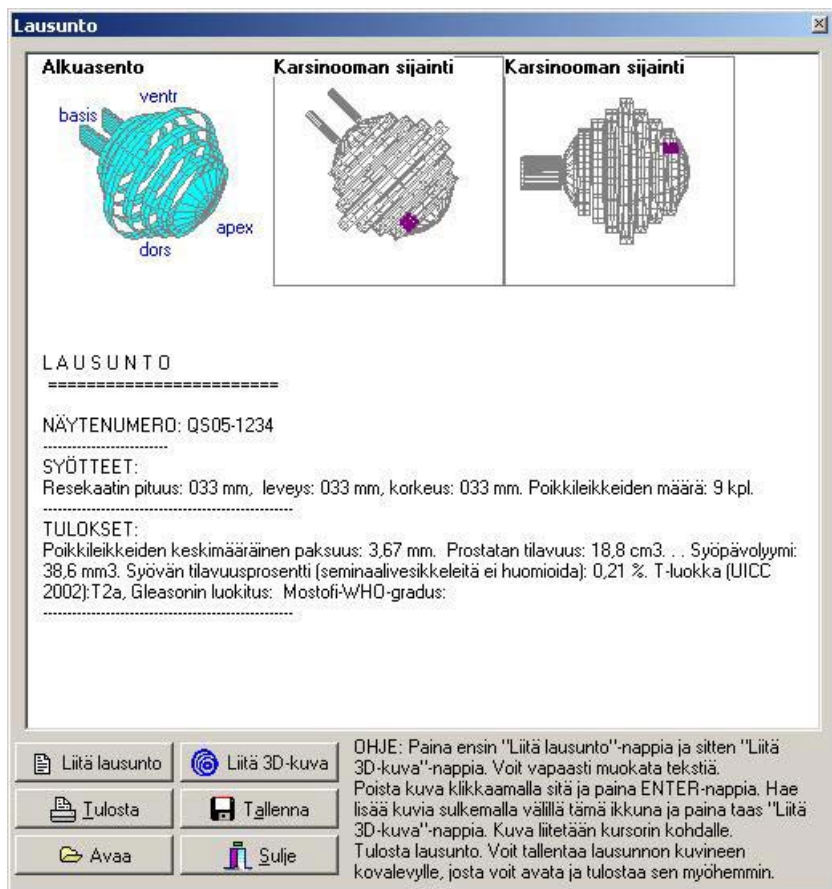 Lausunto
Alkuasento
Karsinooman sijainti
Karsinooman sijainti
ventr
basis
apex
dors
L A U S U N T O
=========================
NÄYTENUMERO: QS05-1234
--------------------------
SYÖTTEET:
Resekaatin pituus: 033 mm, leveys: 033 mm, korkeus: 033 mm. Poikkileikkeiden määrä: 9 kpl.
----------------------------------------------------
TULOKSET:
Poikkileikkeiden keskimääräinen paksuus: 3,67 mm. Prostatan tilavuus: 18,8 cm3. . . Syöpävolyymi:
38,6 mm3. Syövän tilavuusprosentti (seminaalivesikkeleitä ei huomioida): 0,21 %. T-luokka (UICC
2002):T2a, Gleasonin luokitus: Mostofi-WHO-gradus:
----------------------------------------------------
Liitä lausunto
Liitä 3D-kuva
Tulosta
Tallenna
Avaa
Sulje
OHJE: Paina ensin "Liitä lausunto"-nappia ja sitten "Liitä
3D-kuva"-nappia. Voit vapaasti muokata tekstiä.
Poista kuva klikkaamalla sitä ja paina ENTER-nappia. Hae
lisää kuvia sulkemalla välillä tämä ikkuna ja paina taas "Liitä
3D-kuva"-nappia. Kuva liitetään kursorin kohdalle.
Tulosta lausunto. Voit tallentaa lausunnon kuvineen
kovalevylle, josta voit avata ja tulostaa sen myöhemmin.